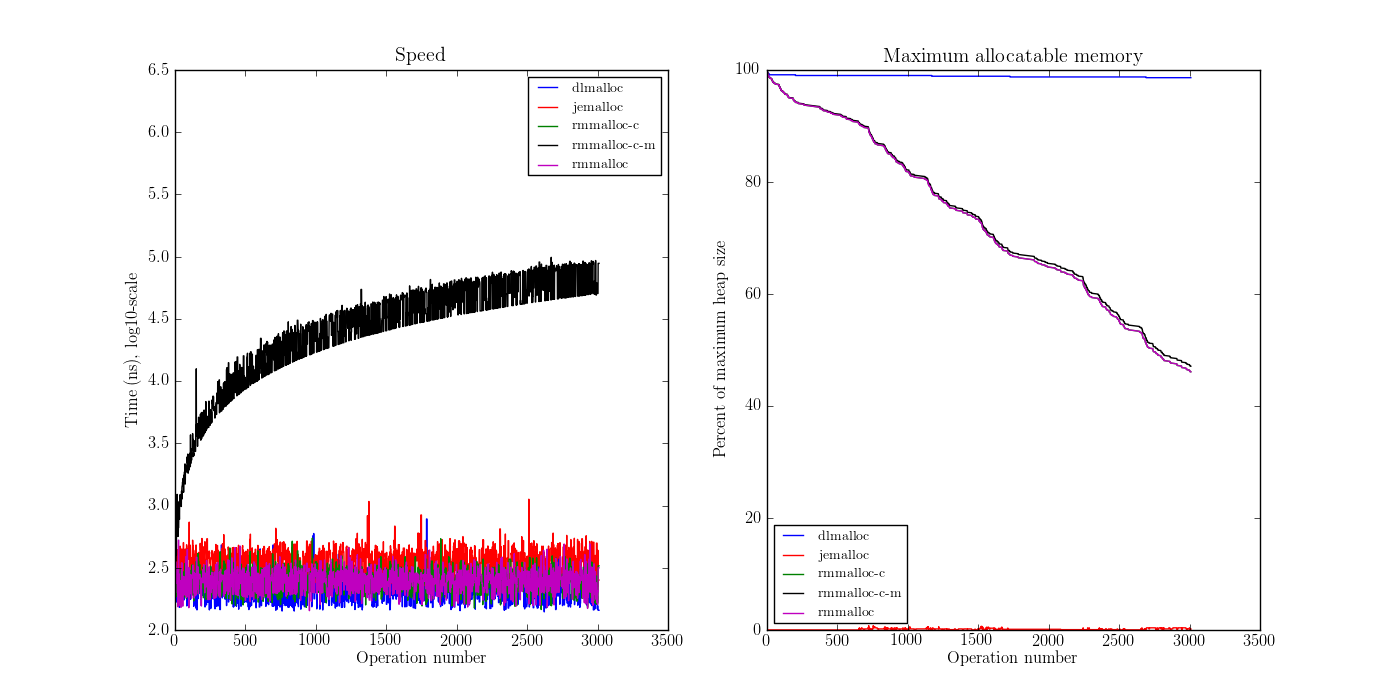 Speed
6.5
6.0
5.5
5.0
4.5
4.0
3.5
3.0
2.5
2.0
Time (ns), log10-scale
0 500 1000 1500 2000 2500 3000 3500
Operation number
dlmalloc
jemalloc
rmmalloc-c
rmmalloc-c-m
rmmalloc
Maximum allocatable memory
100
80
60
40
20
0
Percent of maximum heap size
0 500 1000 1500 2000 2500 3000 3500
Operation number
dlmalloc
jemalloc
rmmalloc-c
rmmalloc-c-m
rmmalloc